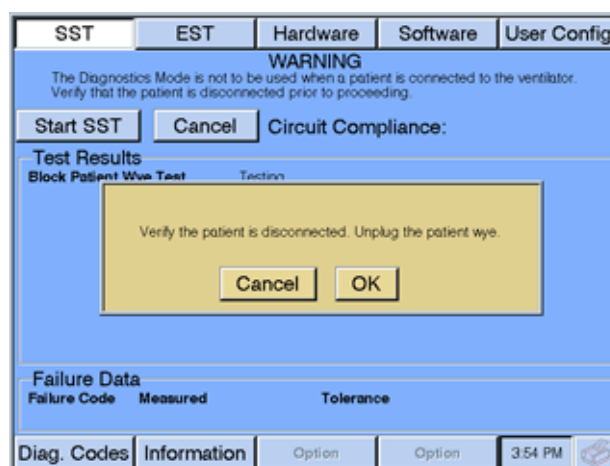 SST EST Hardware Software User Config
WARNING
The Diagnostics Mode is not to be used when a patient is connected to the ventilator.
Verify that the patient is disconnected prior to proceeding.
Start SST Cancel Circuit Compliance:
Test Results
Block Patient Wye Test Testing
Verify the patient is disconnected. Unplug the patient wye.
Cancel OK
Failure Data
Failure Code Measured Tolerance
Diag. Codes Information Option Option 3:54 PM